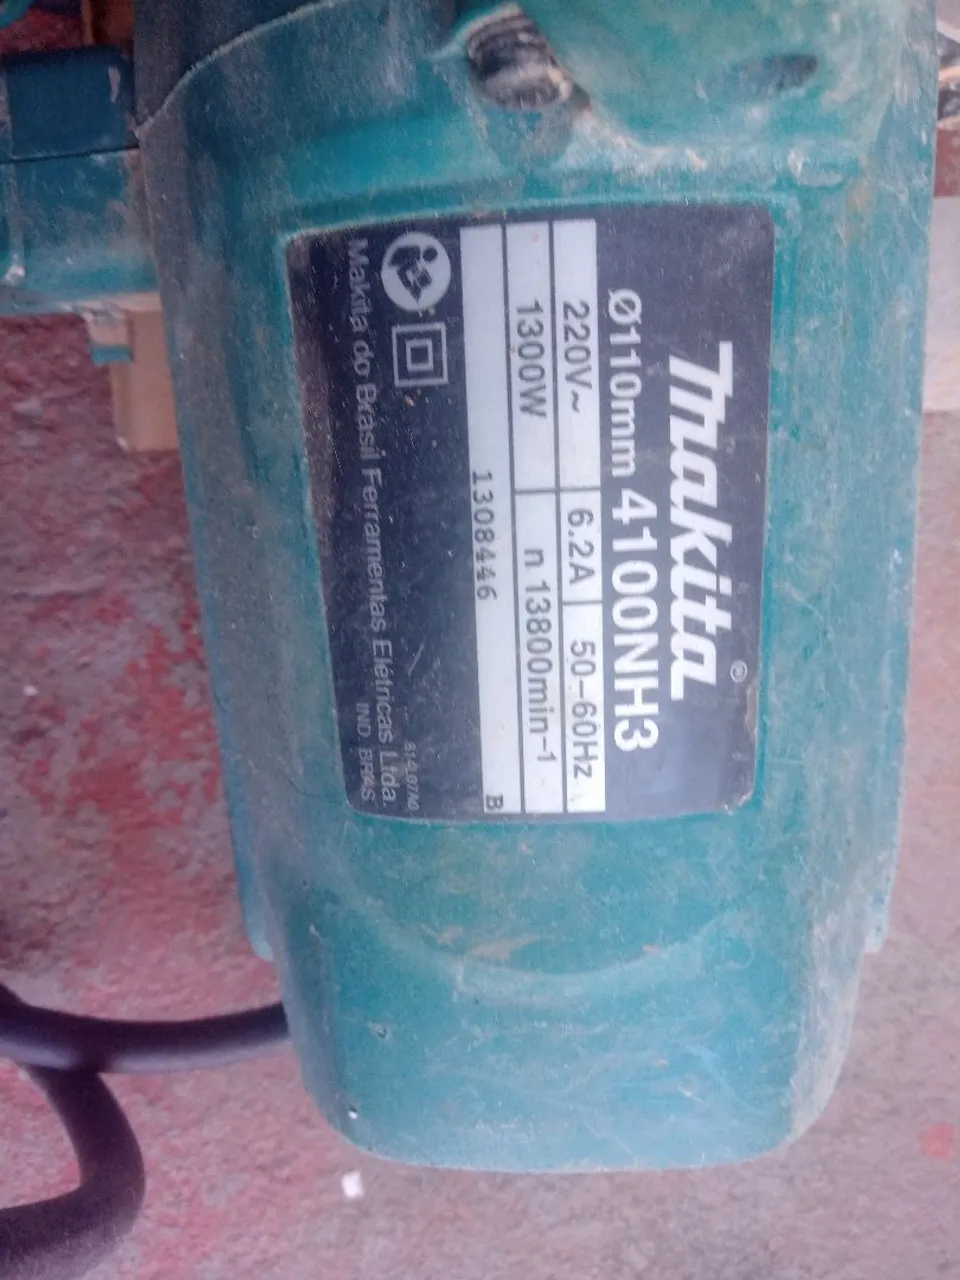 makita®
Ø110mm 4100NH3
220V~ 6.2A 50-60Hz
1300W n 13800min-1
1308446 B
814L97A0
Makita do Brasil Ferramentas Elétricas Ltda.
IND. BRAS.